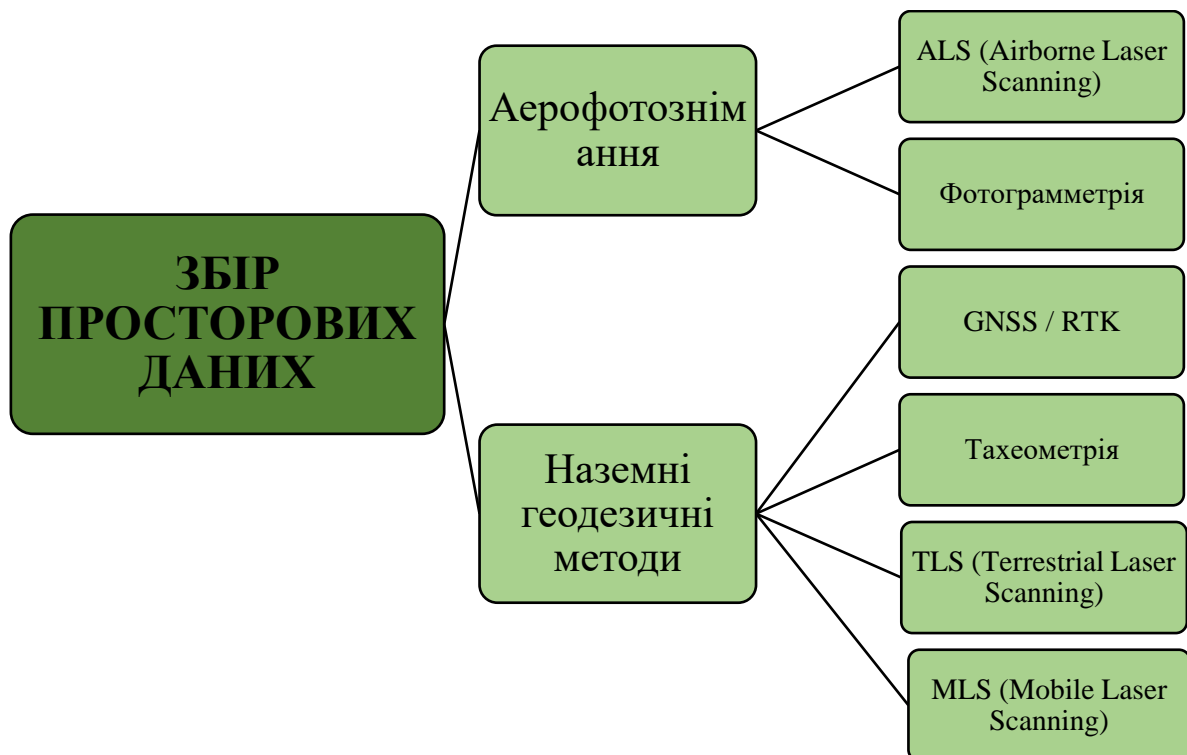 ЗБІР
ПРОСТОРОВИХ
ДАНИХ
Аерофотознім
ання
ALS (Airborne Laser
Scanning)
Фотограмметрія
Наземні
геодезичні
методи
GNSS / RTK
Тахеометрія
TLS (Terrestrial Laser
Scanning)
MLS (Mobile Laser
Scanning)